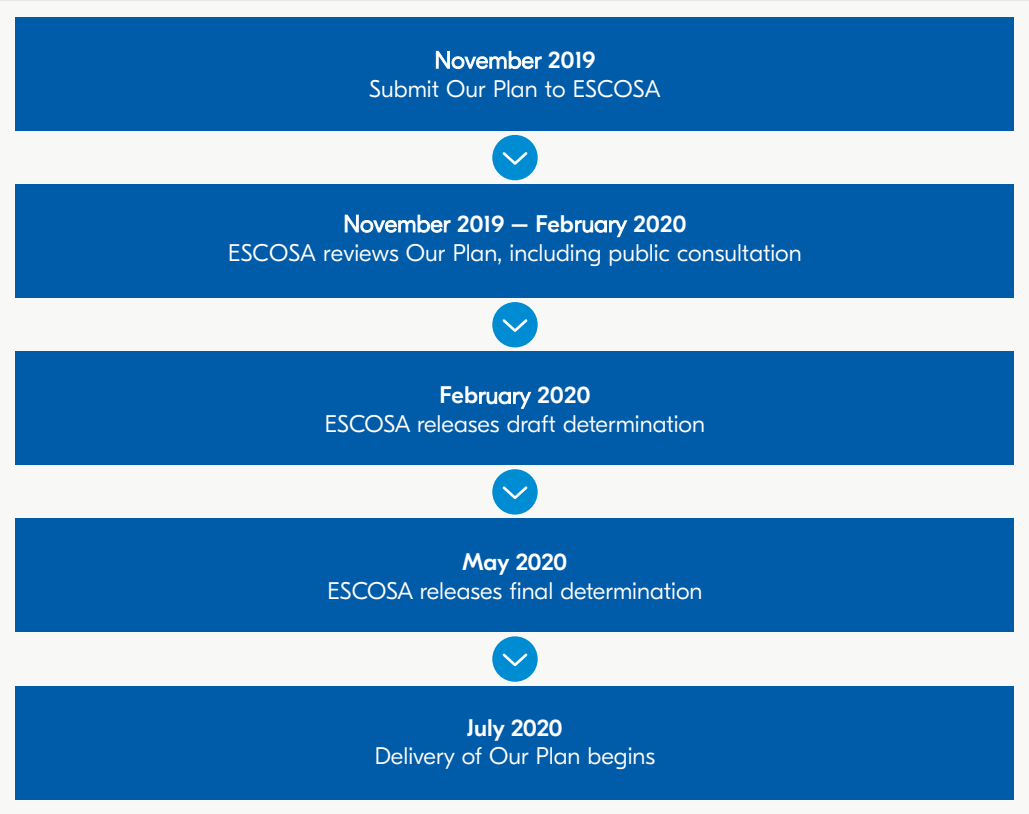 November 2019
Submit Our Plan to ESCOSA
November 2019 – February 2020
ESCOSA reviews Our Plan, including public consultation
February 2020
ESCOSA releases draft determination
May 2020
ESCOSA releases final determination
July 2020
Delivery of Our Plan begins